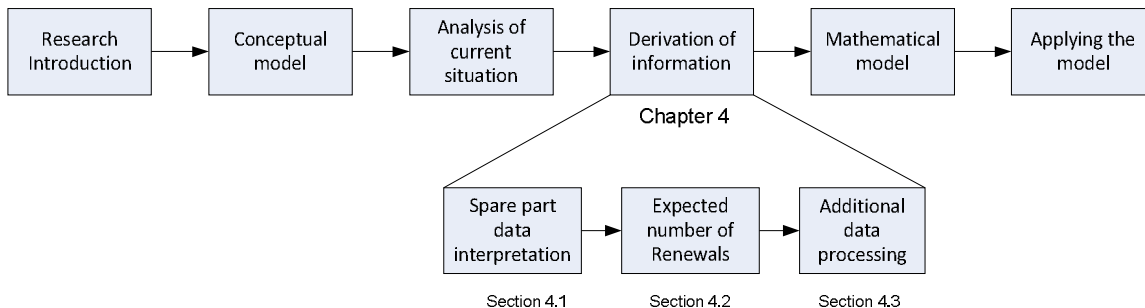 Research
Introduction
Conceptual
model
Analysis of
current
situation
Derivation of
information
Mathematical
model
Applying the
model
Chapter 4
Spare part
data
interpretation
Expected
number of
Renewals
Additional
data
processing
Section 4.1
Section 4.2
Section 4.3